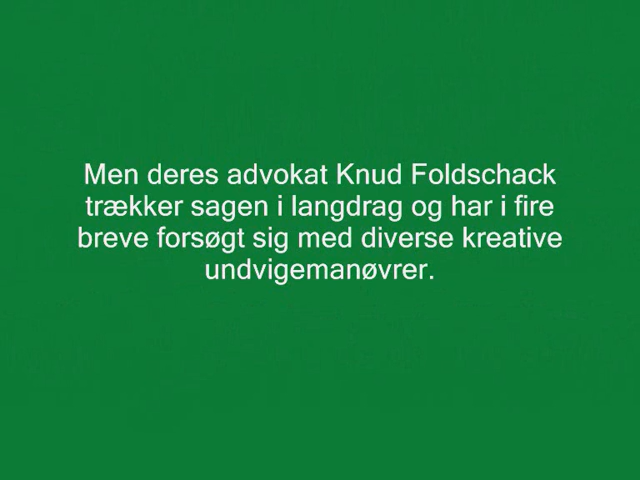 Men deres advokat Knud Foldschack
trækker sagen i langdrag og har i fire
breve forsøgt sig med diverse kreative
undvigemanøvrer.